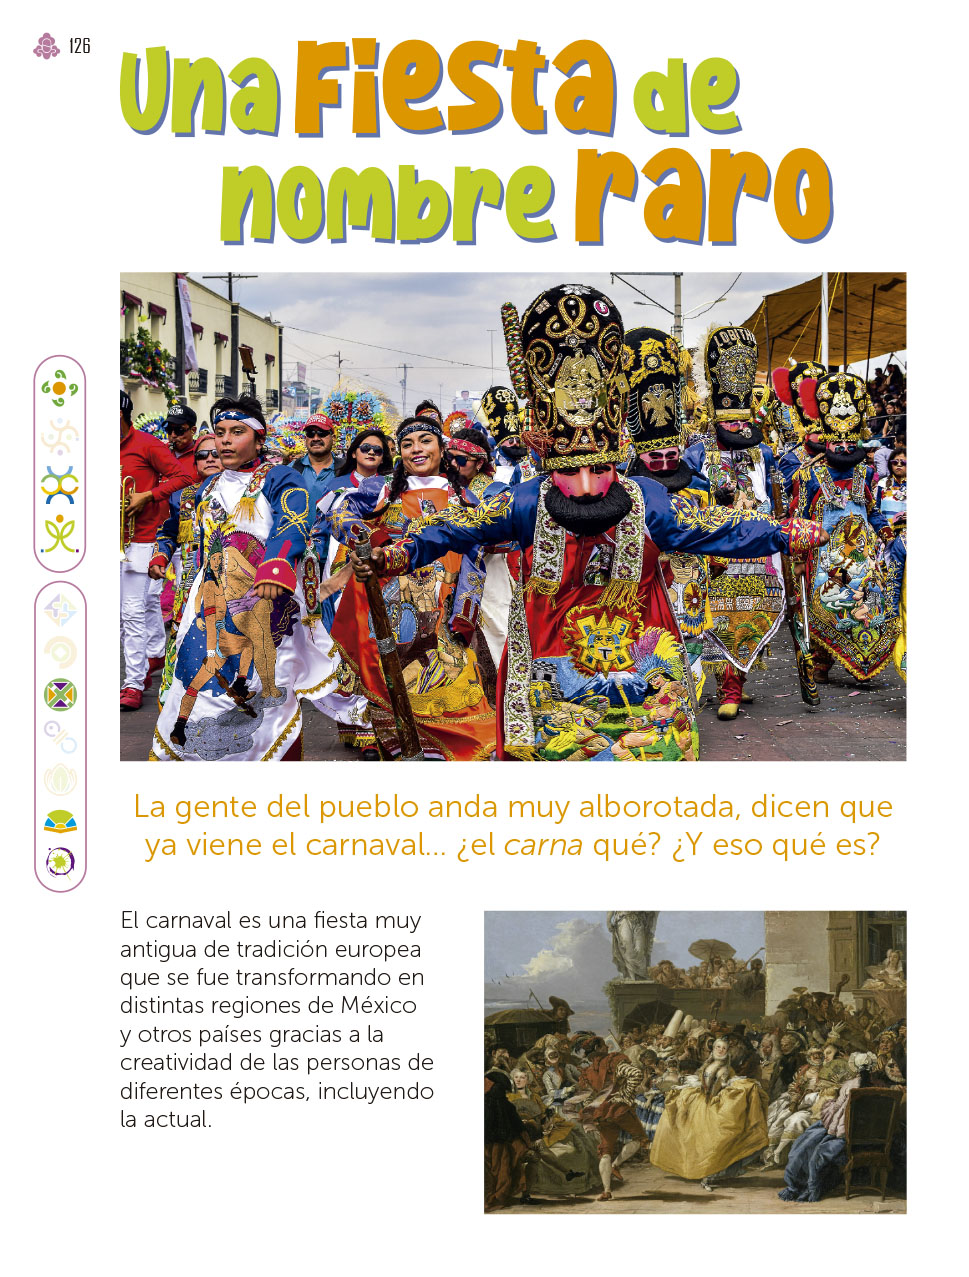 126
Una Fiesta de
nombre raro
LOBITO
La gente del pueblo anda muy alborotada, dicen que
ya viene el carnaval... ¿el carna qué? ¿Y eso qué es?
El carnaval es una fiesta muy
antigua de tradición europea
que se fue transformando en
distintas regiones de México
y otros países gracias a la
creatividad de las personas de
diferentes épocas, incluyendo
la actual.